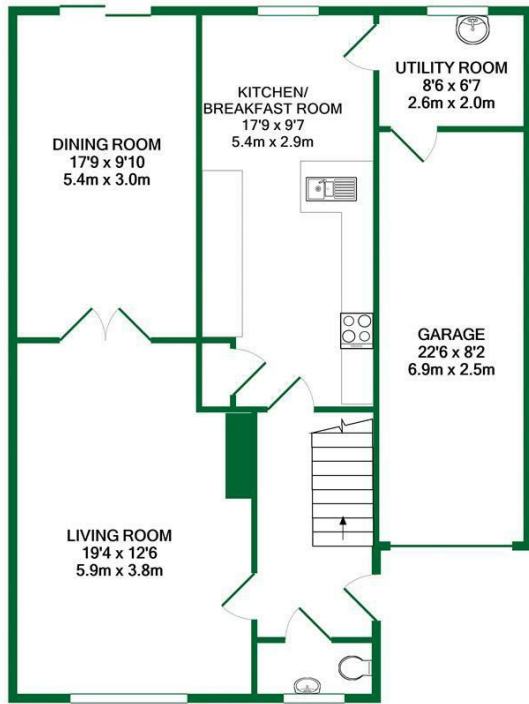 KITCHEN/
BREAKFAST ROOM
17'9 x 9'7
5.4m x 2.9m
UTILITY ROOM
8'6 x 6'7
2.6m x 2.0m
DINING ROOM
17'9 x 9'10
5.4m x 3.0m
GARAGE
22'6 x 8'2
6.9m x 2.5m
LIVING ROOM
19'4 x 12'6
5.9m x 3.8m